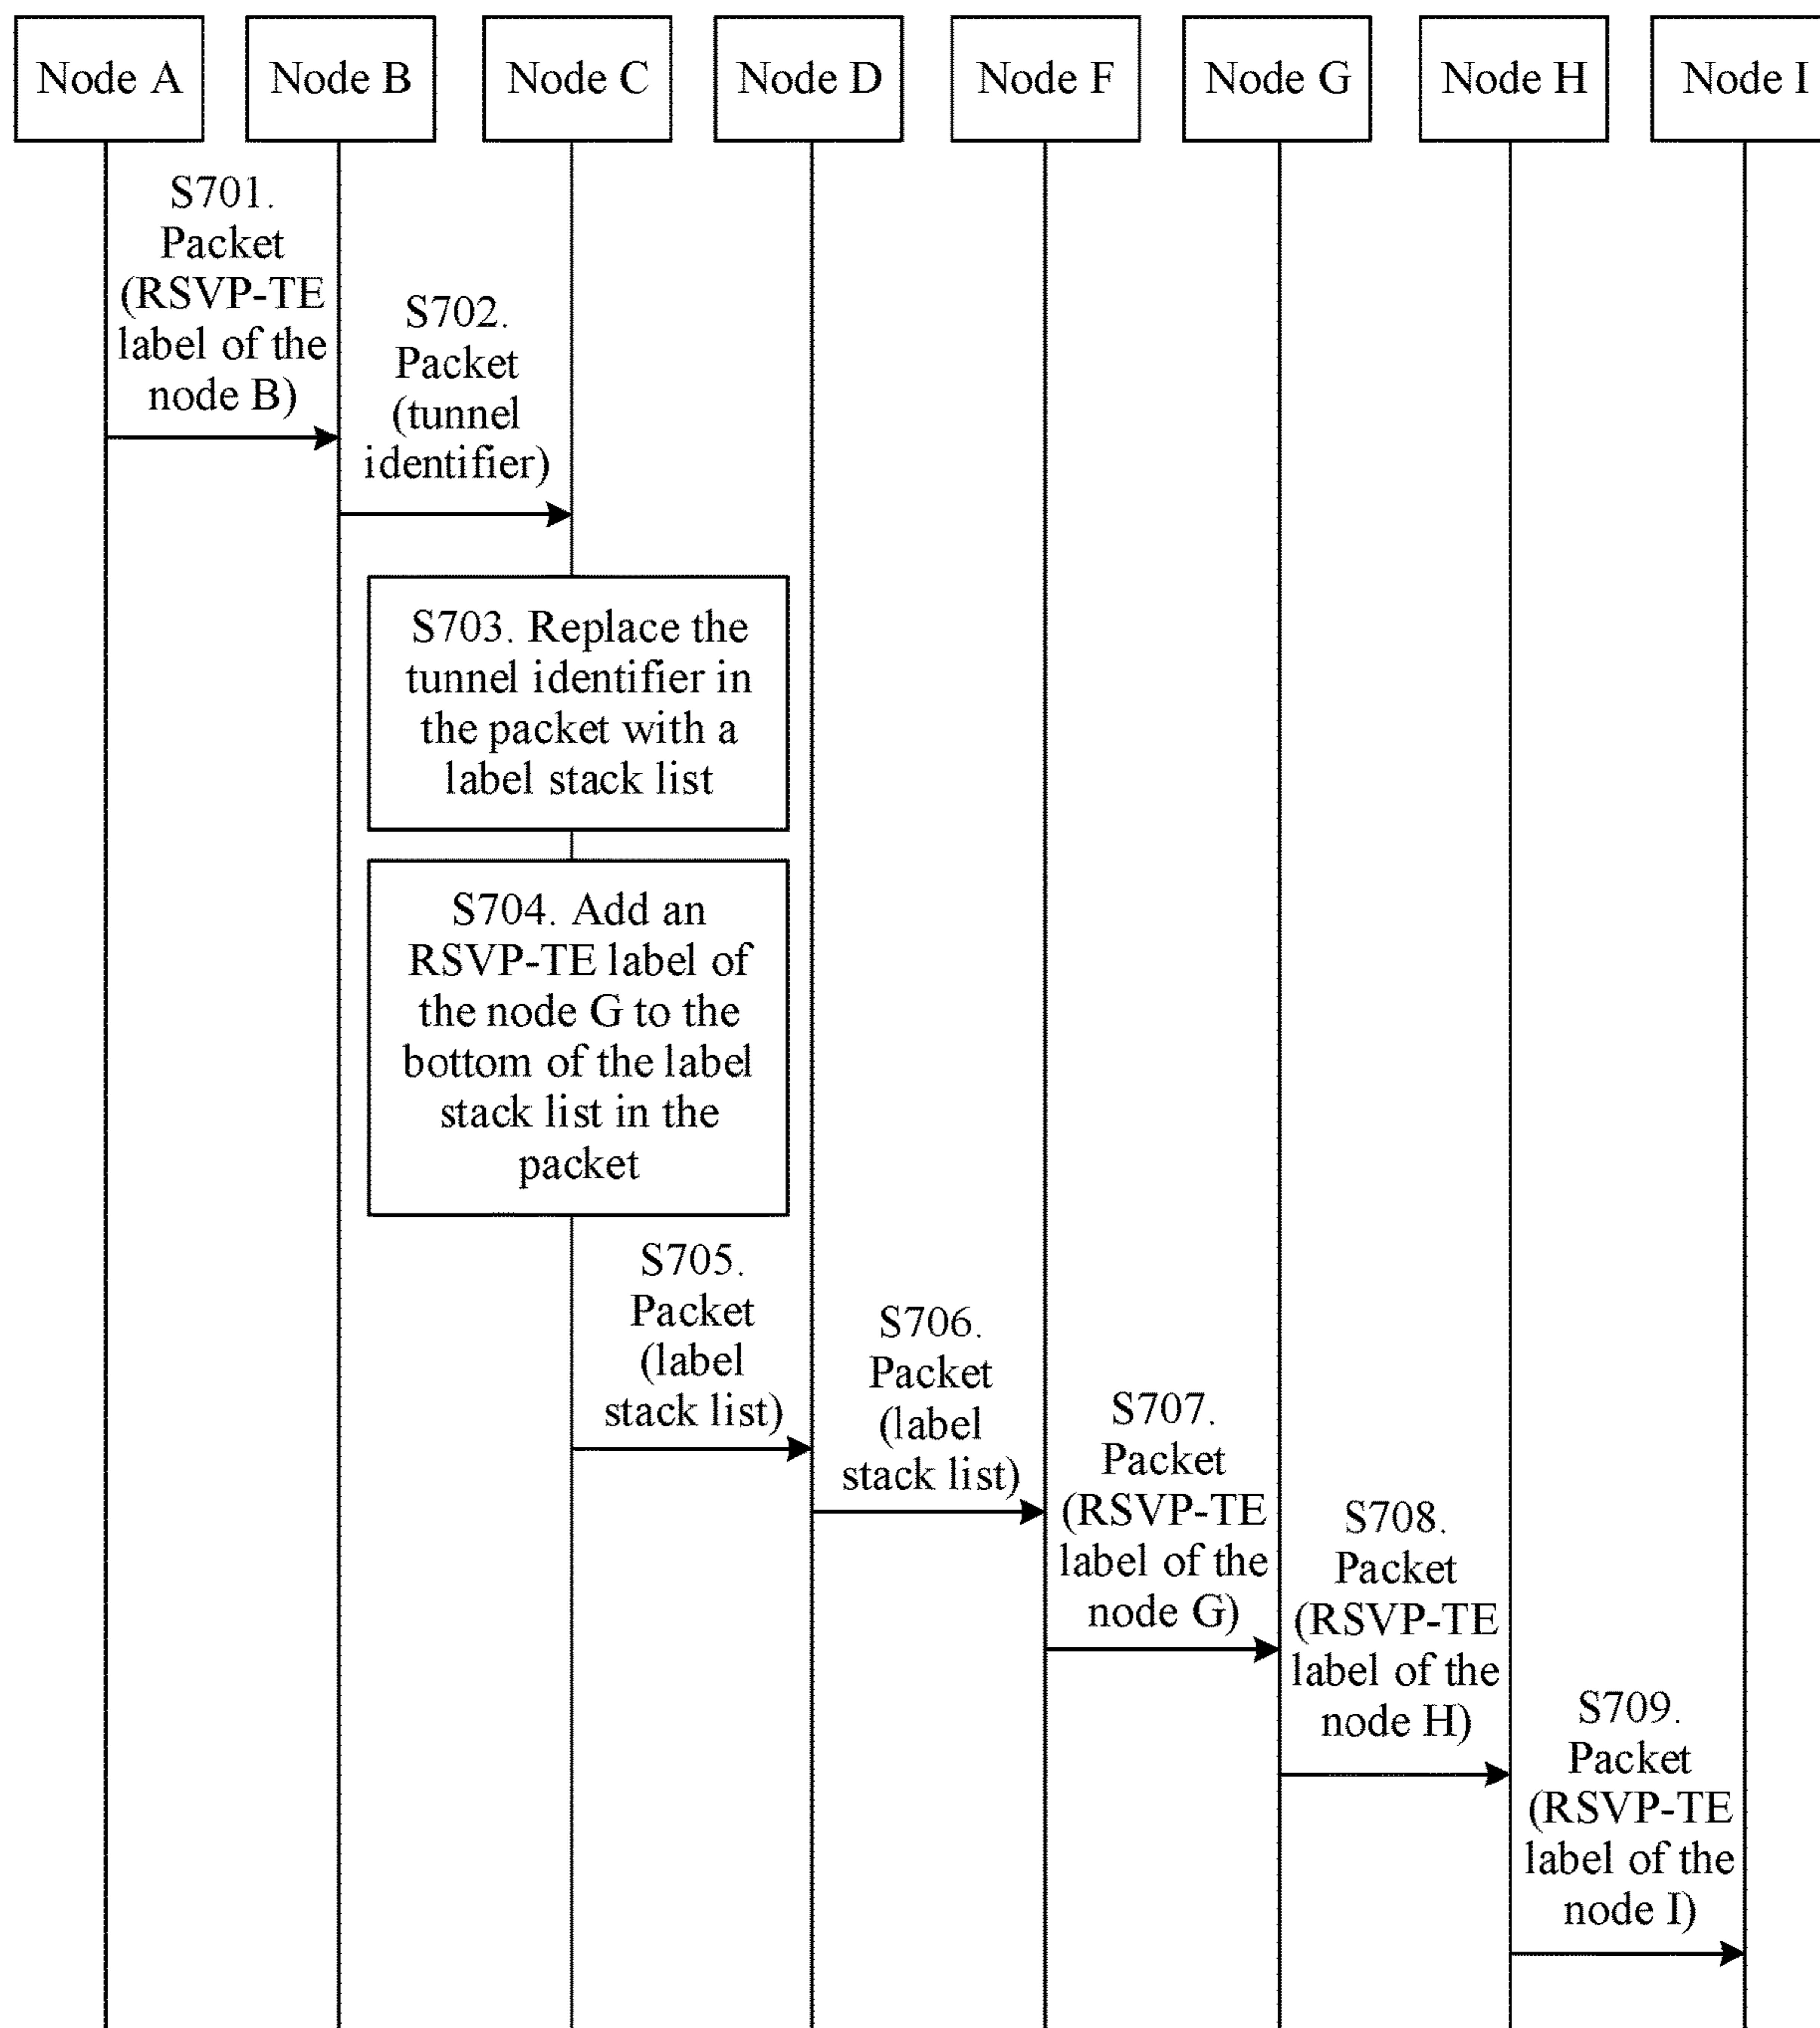 Node A
Node B
Node C
Node D
Node F
Node G
Node H
Node I
S701.
Packet
(RSVP-TE
label of the
node B)
S702.
Packet
(tunnel
identifier)
S703. Replace the
tunnel identifier in
the packet with a
label stack list
S704. Add an
RSVP-TE label of
the node G to the
bottom of the label
stack list in the
packet
S705.
Packet
(label
stack list)
S706.
Packet
(label
stack list)
S707.
Packet
(RSVP-TE
label of the
node G)
S708.
Packet
(RSVP-TE
label of the
node H)
S709.
Packet
(RSVP-TE
label of the
node I)